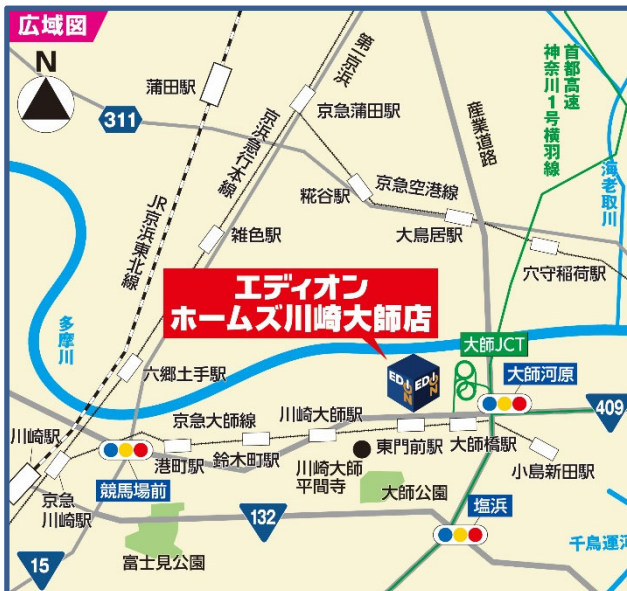 広域図
N
蒲田駅
311
第一京浜
京急蒲田駅
京浜急行本線
産業道路
首都高速
神奈川1号横羽線
海老取川
糀谷駅
京急空港線
大鳥居駅
穴守稲荷駅
JR京浜東北線
雑色駅
エディオン
ホームズ川崎大師店
多摩川
六郷土手駅
EDION
EDION
大師JCT
大師河原
409
川崎駅
京急
川崎駅
競馬場前
港町駅
京急大師線
鈴木町駅
川崎大師駅
川崎大師
平間寺
東門前駅
大師橋駅
小島新田駅
大師公園
132
富士見公園
塩浜
千鳥運河
15